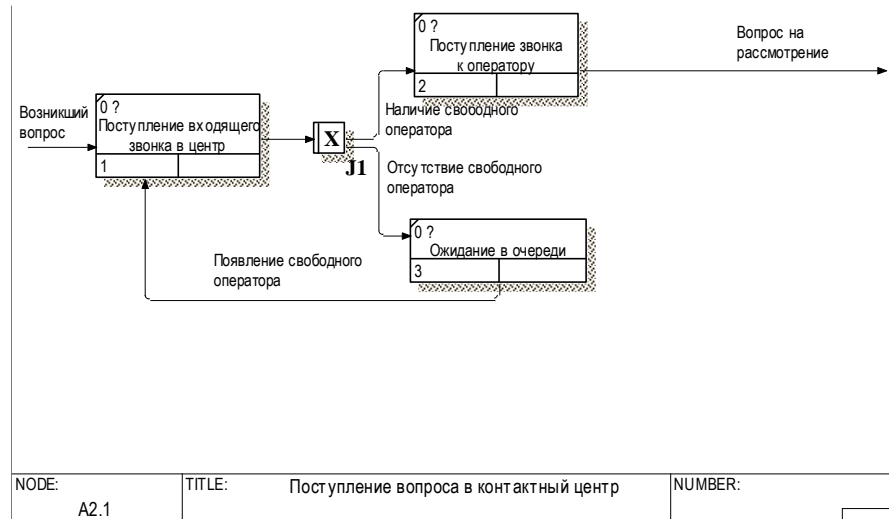 0 ?
Поступление звонка
к оператору
2
Вопрос на
рассмотрение
Возникший
вопрос
0 ?
Поступление входящего
звонка в центр
1
X
J1
Наличие свободного
оператора
Отсутствие свободного
оператора
0 ?
Ожидание в очереди
3
Появление свободного
оператора
NODE:
A2.1
TITLE:
Поступление вопроса в контактный центр
NUMBER: